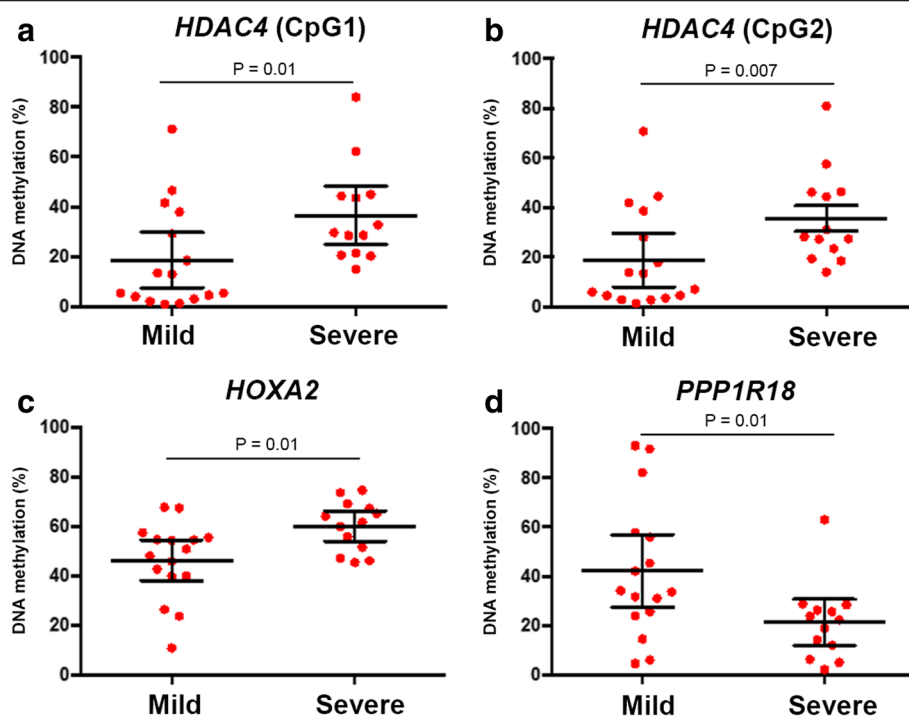 a
HDAC4 (CpG1)
P = 0.01
DNA methylation (%)
100
80
60
40
20
0
Mild
Severe
b
HDAC4 (CpG2)
P = 0.007
DNA methylation (%)
100
80
60
40
20
0
Mild
Severe
c
HOXA2
P = 0.01
DNA methylation (%)
100
80
60
40
20
0
Mild
Severe
d
PPP1R18
P = 0.01
DNA methylation (%)
100
80
60
40
20
0
Mild
Severe